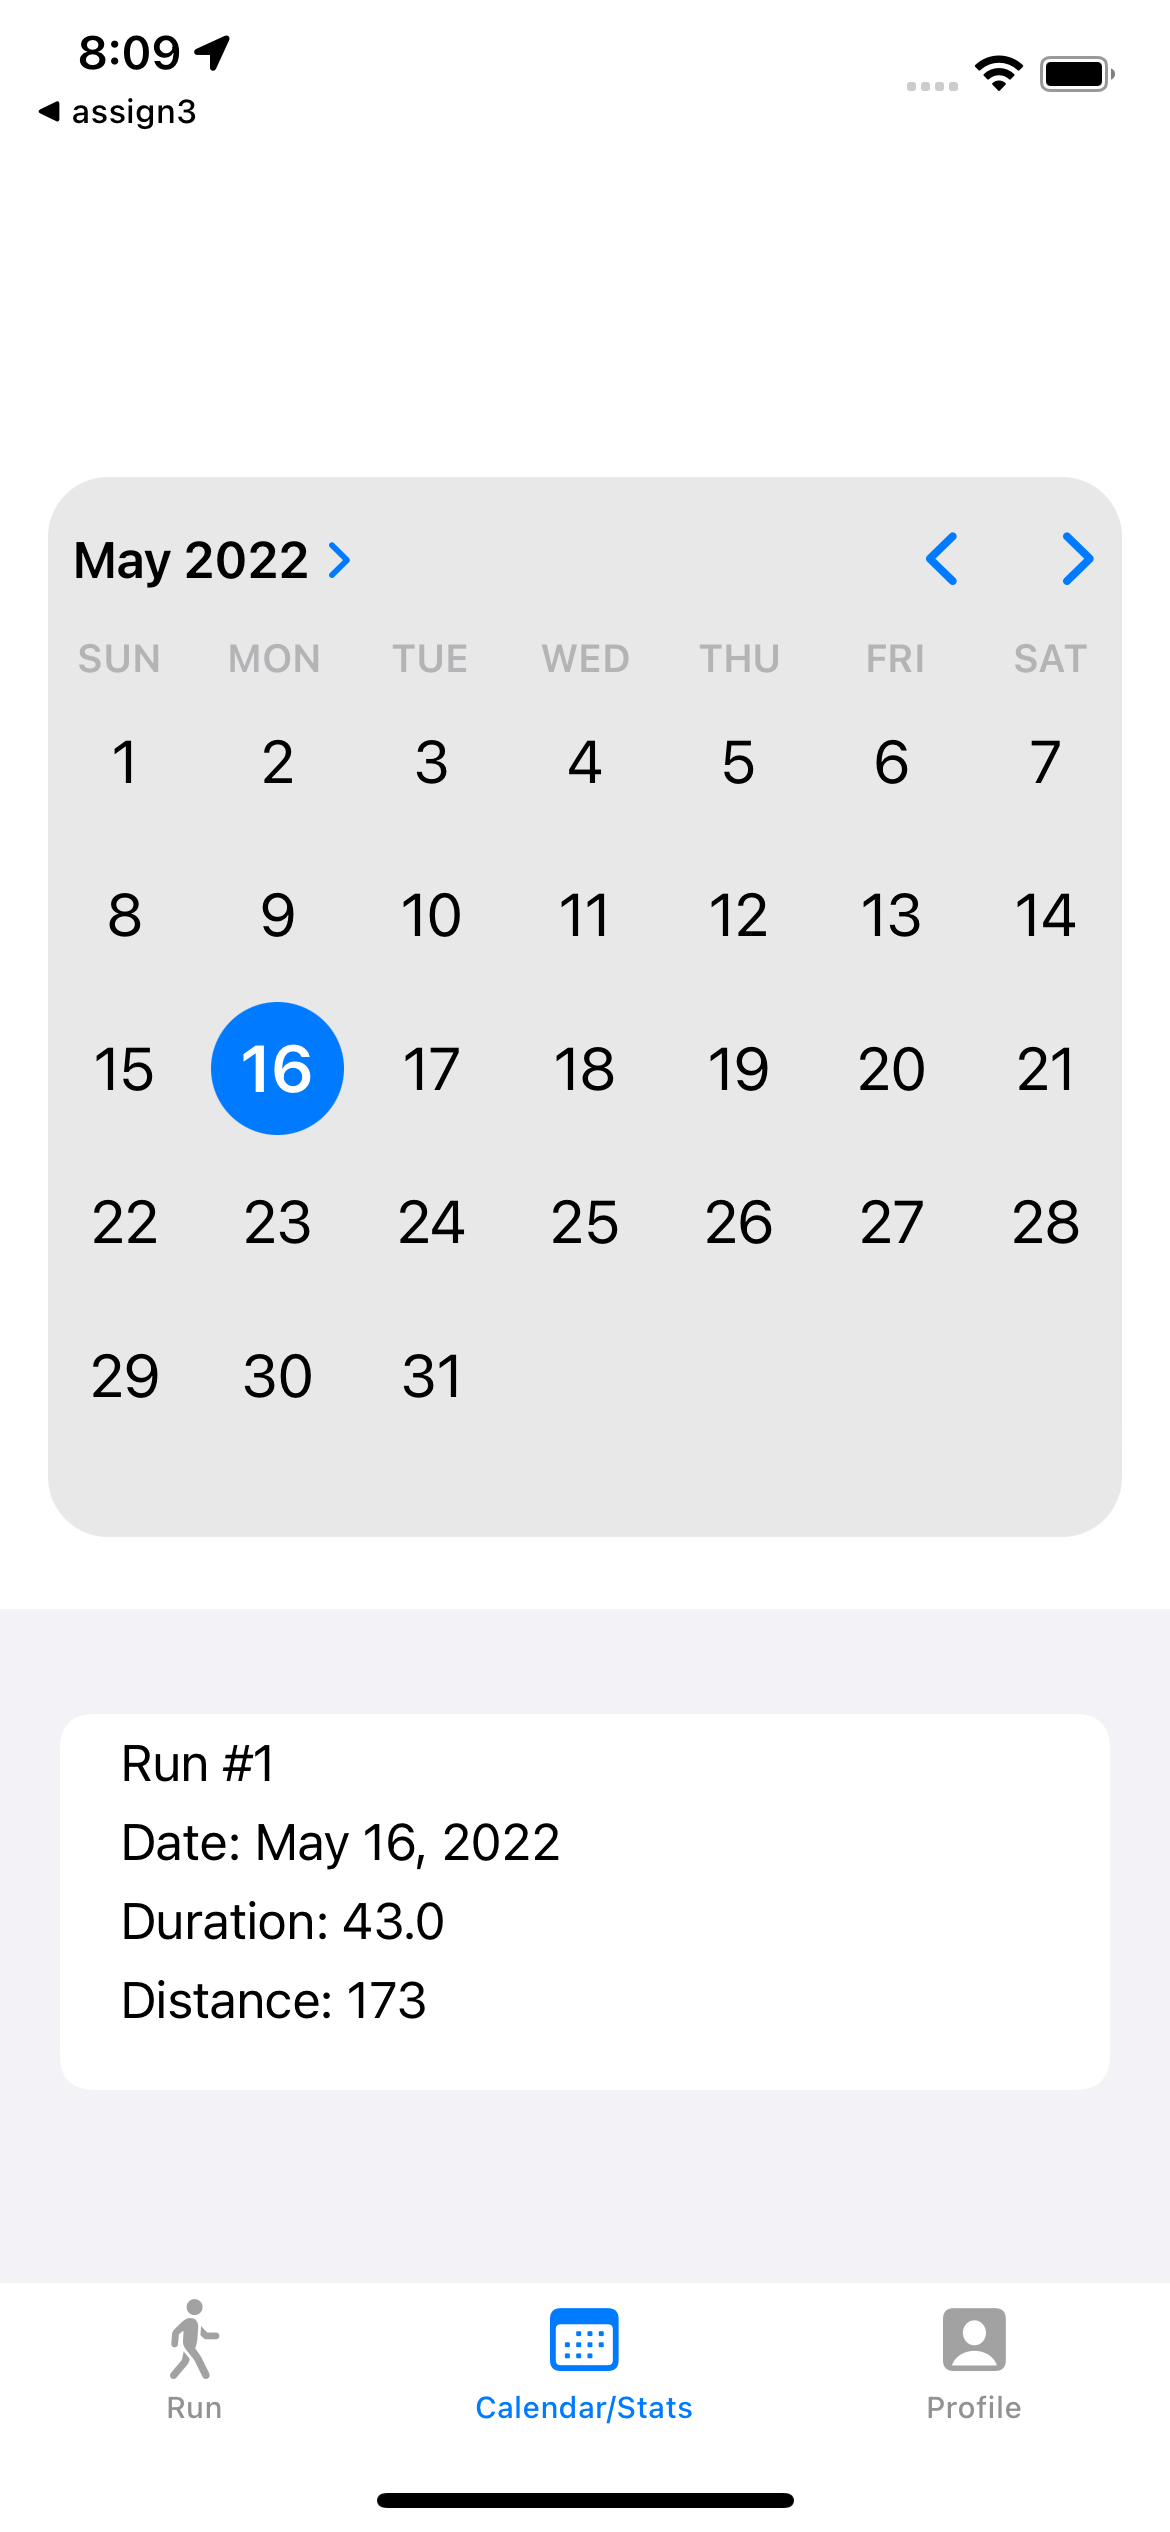 8:09
assign3
May 2022
SUN MON TUE WED THU FRI SAT
1 2 3 4 5 6 7
8 9 10 11 12 13 14
15 16 17 18 19 20 21
22 23 24 25 26 27 28
29 30 31
Run #1
Date: May 16, 2022
Duration: 43.0
Distance: 173
Run Calendar/Stats Profile